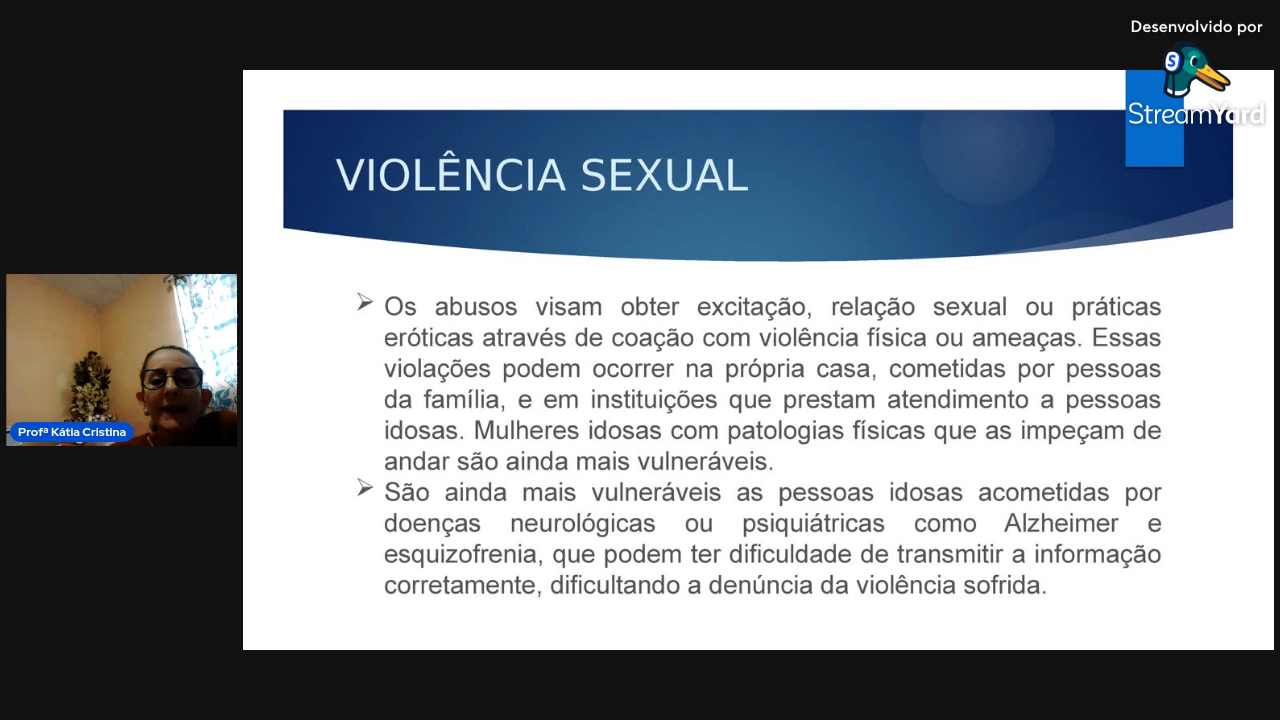 Desenvolvido por
S
StreamYard
VIOLÊNCIA SEXUAL
Os abusos visam obter excitação, relação sexual ou práticas
eróticas através de coação com violência física ou ameaças. Essas
violações podem ocorrer na própria casa, cometidas por pessoas
da família, e em instituições que prestam atendimento a pessoas
idosas. Mulheres idosas com patologias físicas que as impeçam de
andar são ainda mais vulneráveis.
São ainda mais vulneráveis as pessoas idosas acometidas por
doenças neurológicas ou psiquiátricas como Alzheimer e
esquizofrenia, que podem ter dificuldade de transmitir a informação
corretamente, dificultando a denúncia da violência sofrida.
Profª Kátia Cristina